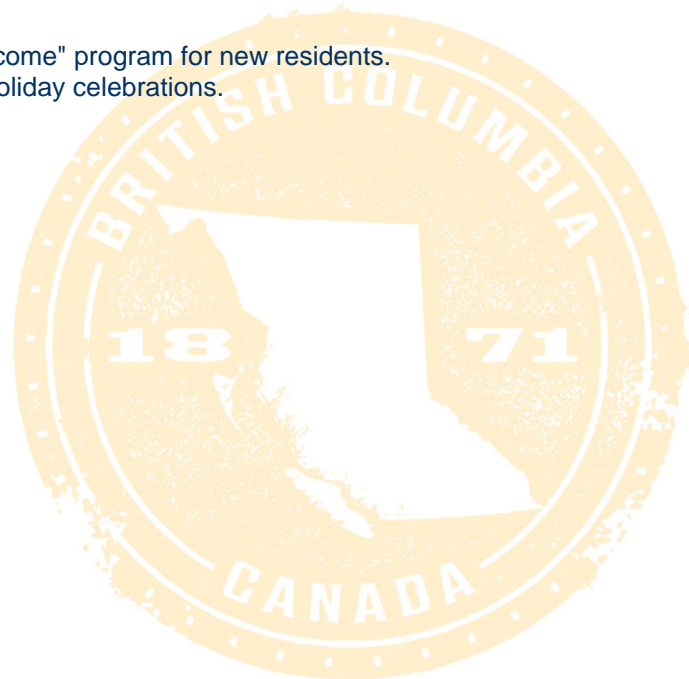 come" program for new residents.
oliday celebrations.
BRITISH COLUMBIA
18 71
CANADA